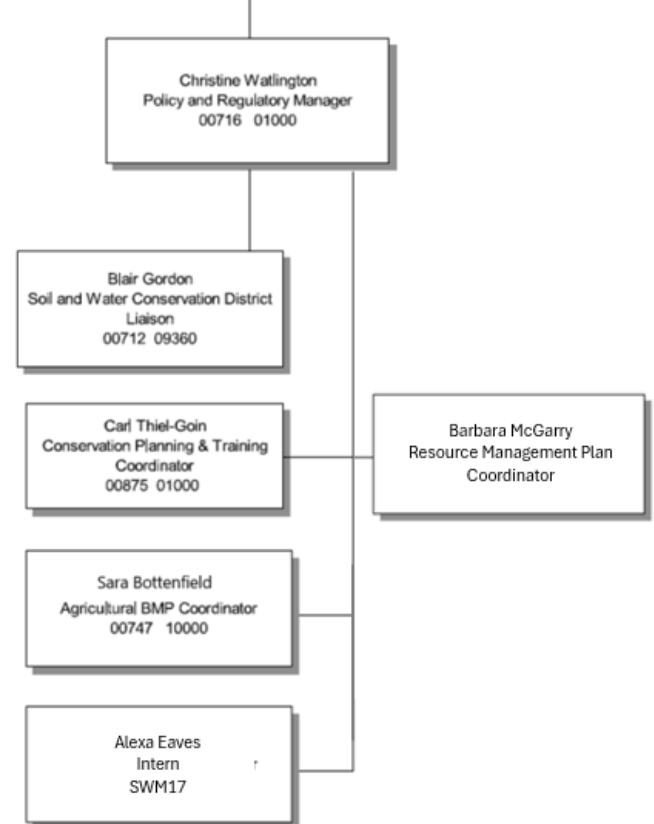 Christine Watlington
Policy and Regulatory Manager
00716 01000
Blair Gordon
Soil and Water Conservation District
Liaison
00712 09360
Carl Thiel-Goin
Conservation Planning & Training
Coordinator
00875 01000
Barbara McGarry
Resource Management Plan
Coordinator
Sara Bottenfield
Agricultural BMP Coordinator
00747 10000
Alexa Eaves
Intern
SWM17